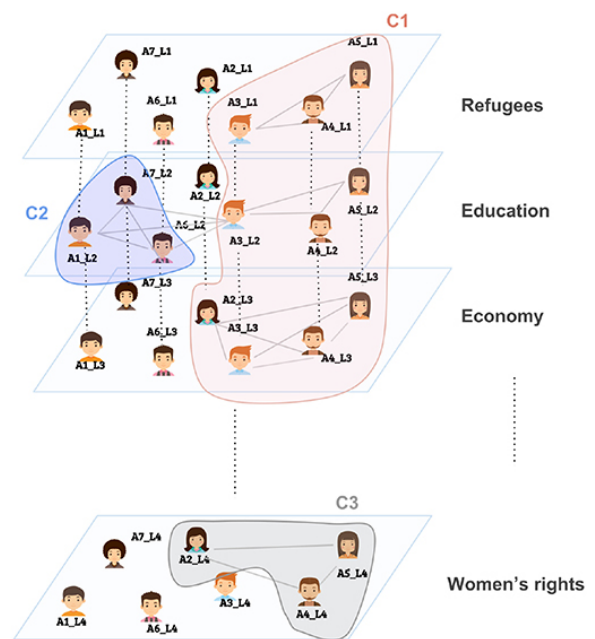 C1
A7_L1
A5_L1
A2_L1
A6_L1
A3_L1
Refugees
A1_L1
A4_L1
A7_L2
C2
A2_L2
A5_L2
Education
A6_L2
A3_L2
A1_L2
A4_L2
A7_L3
A5_L3
A2_L3
Economy
A6_L3
A3_L3
A1_L3
A4_L3
C3
A7_L4
A2_L4
A5_L4
Women's rights
A3_L4
A1_L4
A6_L4
A4_L4